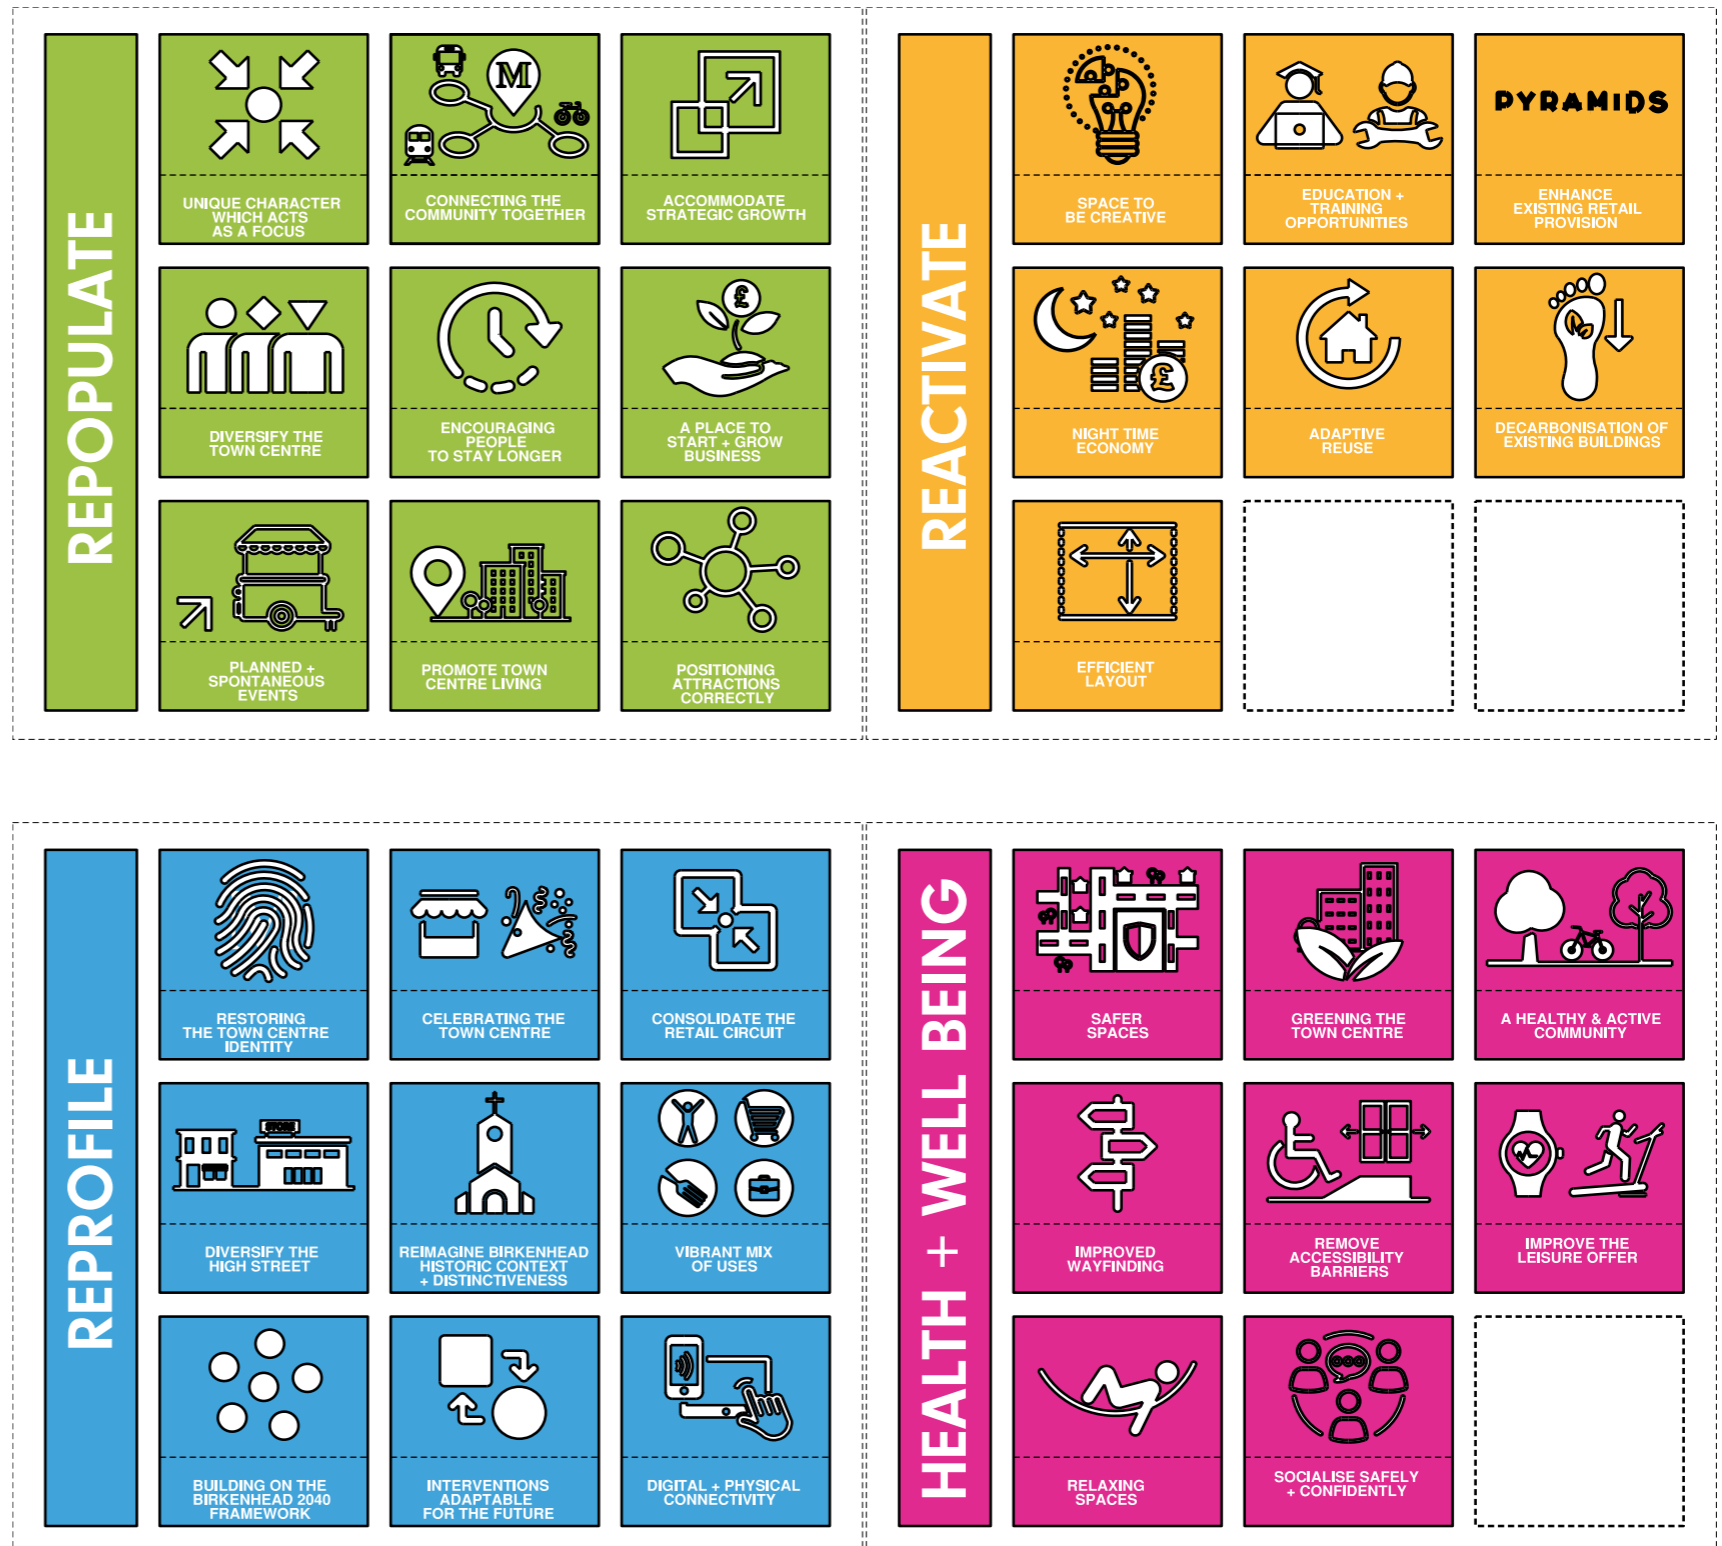 REPOPULATE
UNIQUE CHARACTER
WHICH ACTS
AS A FOCUS
M
CONNECTING THE
COMMUNITY TOGETHER
ACCOMMODATE
STRATEGIC GROWTH
DIVERSIFY THE
TOWN CENTRE
ENCOURAGING
PEOPLE
TO STAY LONGER
£
A PLACE TO
START + GROW
BUSINESS
PLANNED +
SPONTANEOUS
EVENTS
PROMOTE TOWN
CENTRE LIVING
POSITIONING
ATTRACTIONS
CORRECTLY
REACTIVATE
SPACE TO
BE CREATIVE
EDUCATION +
TRAINING
OPPORTUNITIES
PYRAMIDS
ENHANCE
EXISTING RETAIL
PROVISION
£
NIGHT TIME
ECONOMY
ADAPTIVE
REUSE
DECARBONISATION OF
EXISTING BUILDINGS
EFFICIENT
LAYOUT
REPROFILE
RESTORING
THE TOWN CENTRE
IDENTITY
CELEBRATING THE
TOWN CENTRE
CONSOLIDATE THE
RETAIL CIRCUIT
STORE
DIVERSIFY THE
HIGH STREET
REIMAGINE BIRKENHEAD
HISTORIC CONTEXT
+ DISTINCTIVENESS
VIBRANT MIX
OF USES
BUILDING ON THE
BIRKENHEAD 2040
FRAMEWORK
INTERVENTIONS
ADAPTABLE
FOR THE FUTURE
DIGITAL + PHYSICAL
CONNECTIVITY
HEALTH + WELL BEING
SAFER
SPACES
GREENING THE
TOWN CENTRE
A HEALTHY & ACTIVE
COMMUNITY
IMPROVED
WAYFINDING
REMOVE
ACCESSIBILITY
BARRIERS
IMPROVE THE
LEISURE OFFER
RELAXING
SPACES
SOCIALISE SAFELY
+ CONFIDENTLY